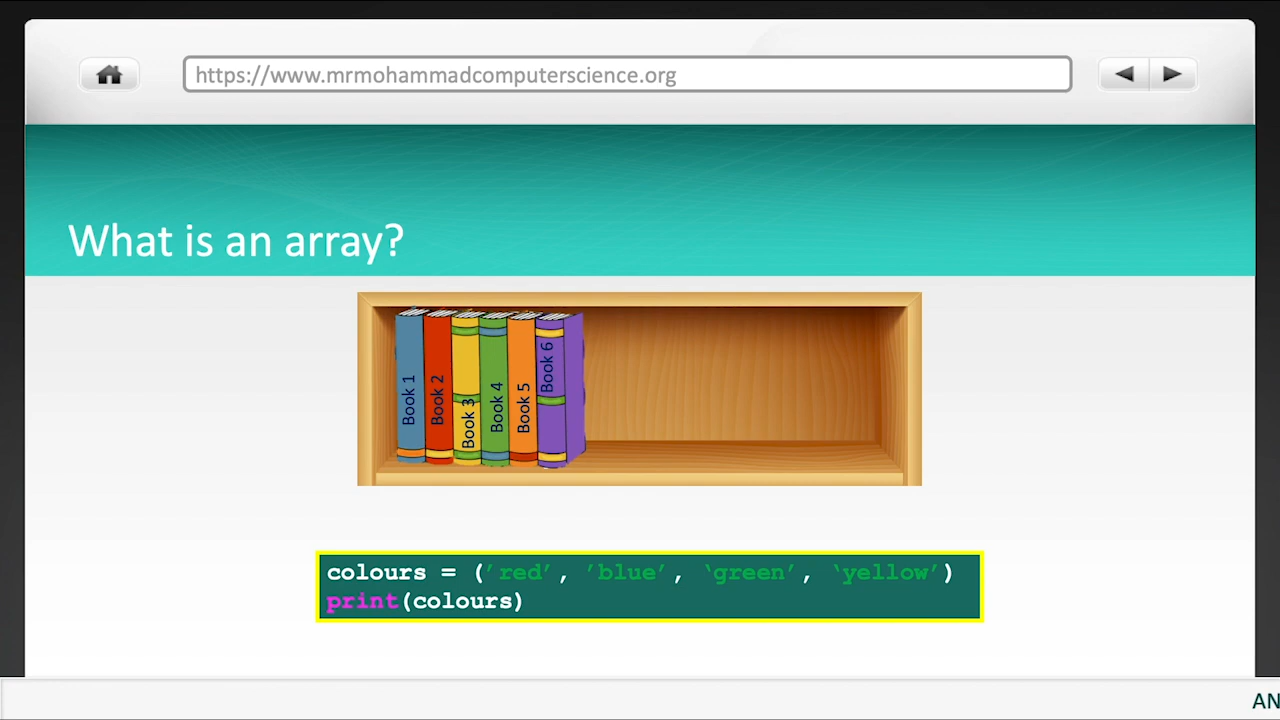 https://www.mrmohammadcomputerscience.org
What is an array?
Book 1
Book 2
Book 3
Book 4
Book 5
Book 6
colours = (’red’, ’blue’, ‘green’, ‘yellow’)
print(colours)
AN